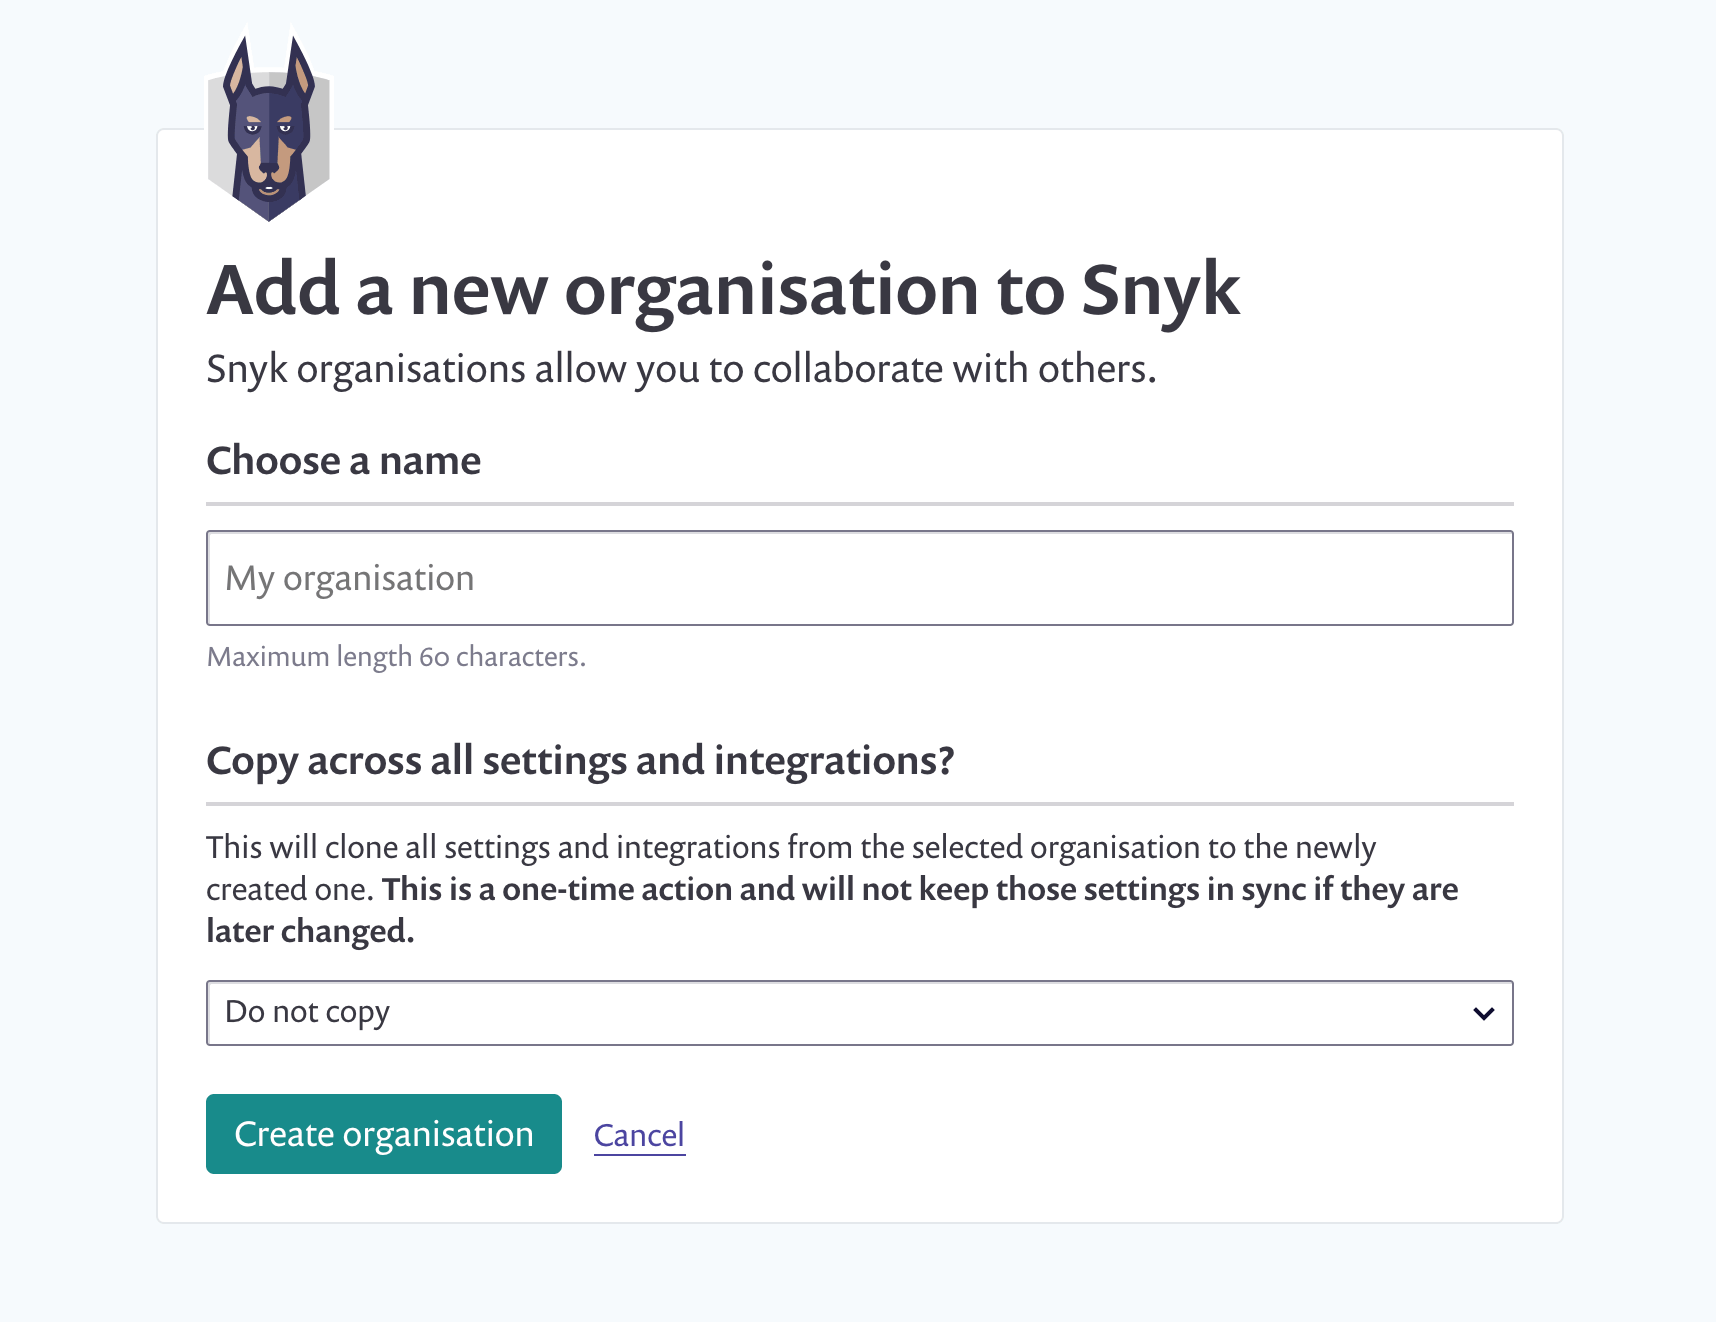 Add a new organisation to Snyk
Snyk organisations allow you to collaborate with others.
Choose a name
My organisation
Maximum length 60 characters.
Copy across all settings and integrations?
This will clone all settings and integrations from the selected organisation to the newly
created one. This is a one-time action and will not keep those settings in sync if they are
later changed.
Do not copy
Create organisation
Cancel